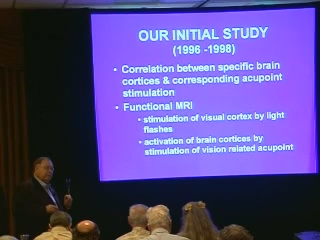 OUR INITIAL STUDY
(1996 -1998)
• Correlation between specific brain
cortices & corresponding acupoint
stimulation
• Functional MRI
• stimulation of visual cortex by light
flashes
• activation of brain cortices by
stimulation of vision related acupoint